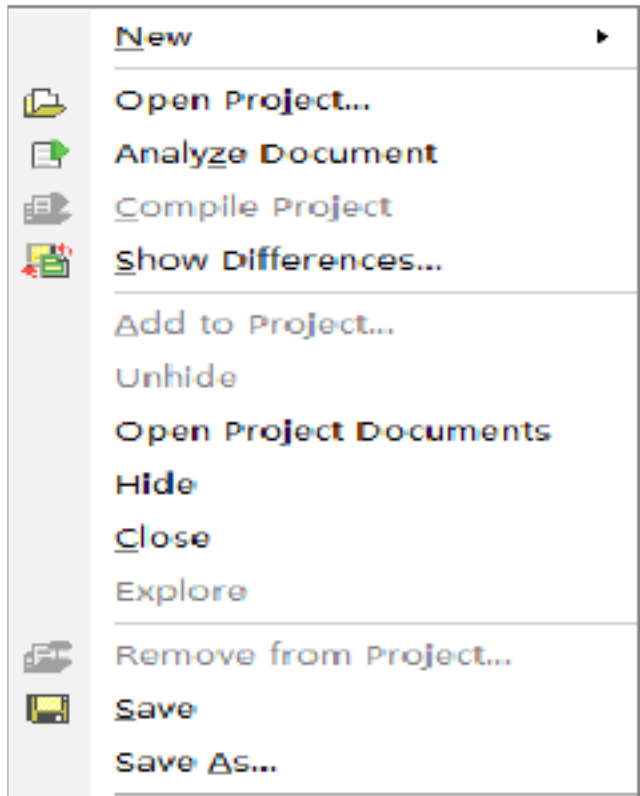 New
Open Project...
Analyze Document
Compile Project
Show Differences...
Add to Project...
Unhide
Open Project Documents
Hide
Close
Explore
Remove from Project...
Save
Save As...